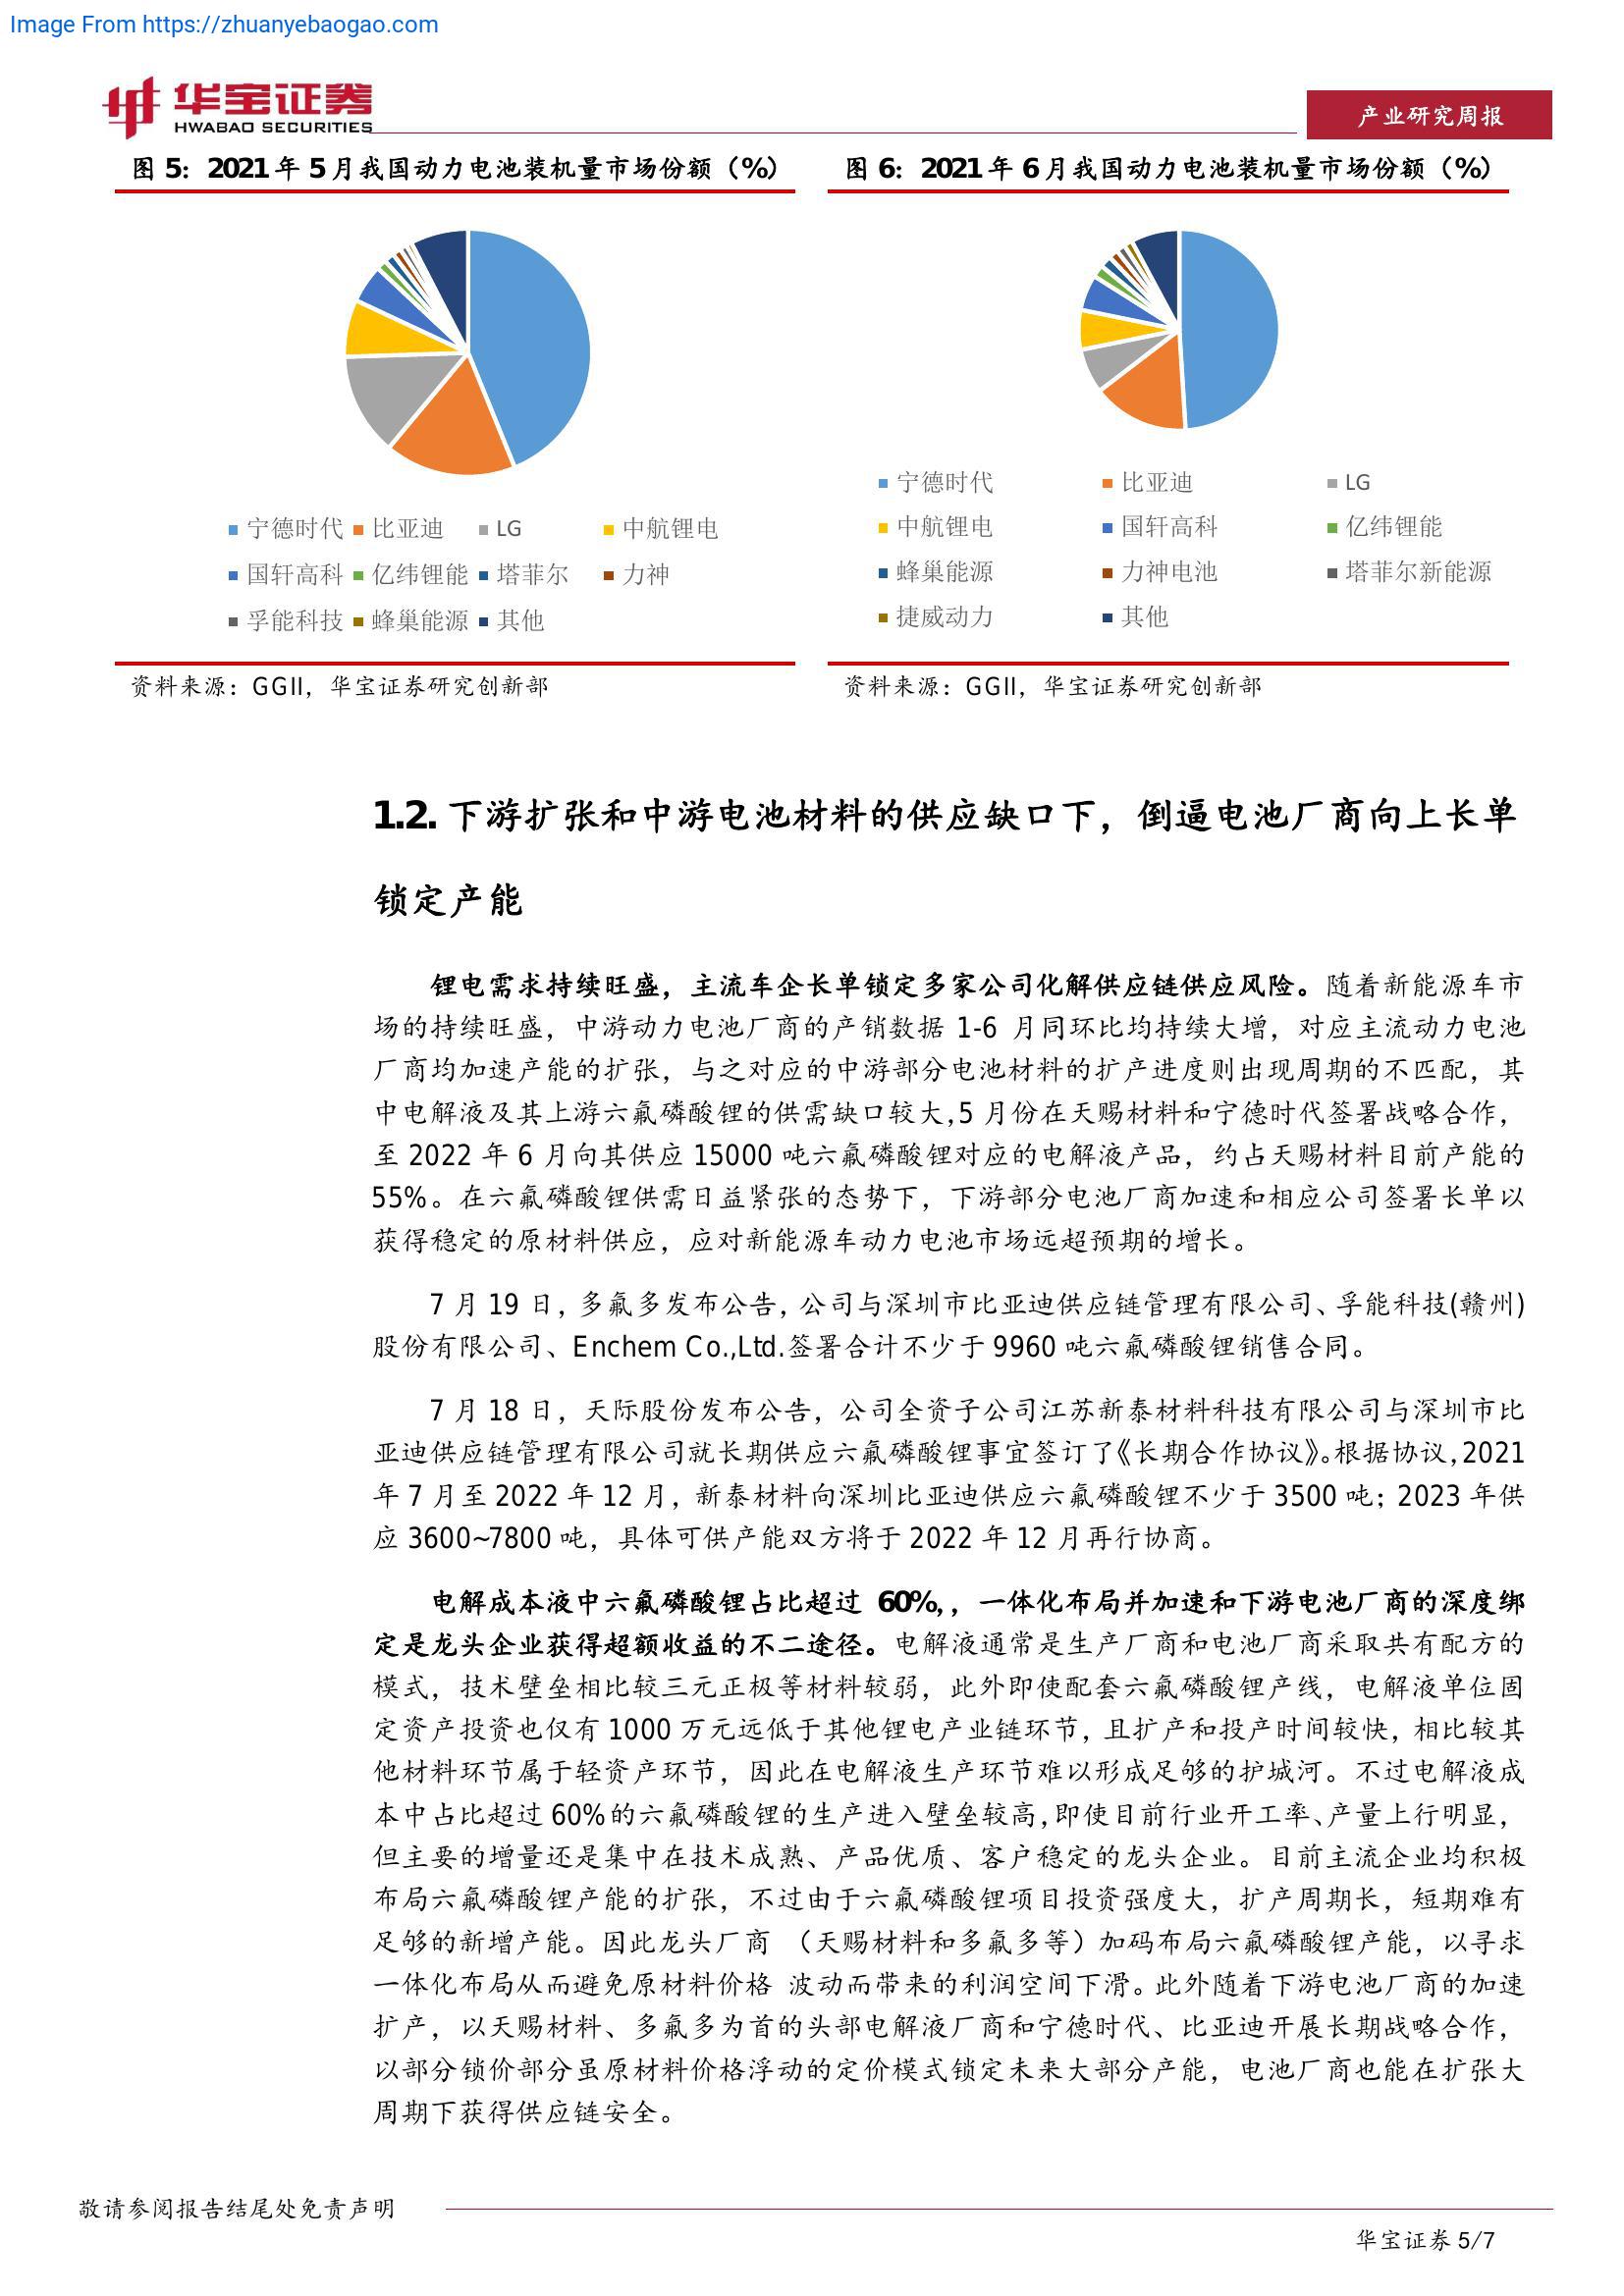 Image From https://zhuanyebaogao.com
华宝证券
HWABAO SECURITIES
产业研究周报
图 5：2021 年 5 月我国动力电池装机量市场份额（%）
宁德时代 比亚迪 LG 中航锂电
国轩高科 亿纬锂能 塔菲尔 力神
孚能科技 蜂巢能源 其他
资料来源：GGII，华宝证券研究创新部
图 6：2021 年 6 月我国动力电池装机量市场份额（%）
宁德时代 比亚迪 LG
中航锂电 国轩高科 亿纬锂能
蜂巢能源 力神电池 塔菲尔新能源
捷威动力 其他
资料来源：GGII，华宝证券研究创新部
1.2. 下游扩张和中游电池材料的供应缺口下，倒逼电池厂商向上长单
锁定产能
锂电需求持续旺盛，主流车企长单锁定多家公司化解供应链供应风险。随着新能源车市
场的持续旺盛，中游动力电池厂商的产销数据 1-6 月同环比均持续大增，对应主流动力电池
厂商均加速产能的扩张，与之对应的中游部分电池材料的扩产进度则出现周期的不匹配，其
中电解液及其上游六氟磷酸锂的供需缺口较大,5 月份在天赐材料和宁德时代签署战略合作，
至 2022 年 6 月向其供应 15000 吨六氟磷酸锂对应的电解液产品，约占天赐材料目前产能的
55%。在六氟磷酸锂供需日益紧张的态势下，下游部分电池厂商加速和相应公司签署长单以
获得稳定的原材料供应，应对新能源车动力电池市场远超预期的增长。
7 月 19 日，多氟多发布公告，公司与深圳市比亚迪供应链管理有限公司、孚能科技(赣州)
股份有限公司、Enchem Co.,Ltd.签署合计不少于 9960 吨六氟磷酸锂销售合同。
7 月 18 日，天际股份发布公告，公司全资子公司江苏新泰材料科技有限公司与深圳市比
亚迪供应链管理有限公司就长期供应六氟磷酸锂事宜签订了《长期合作协议》。根据协议，2021
年 7 月至 2022 年 12 月，新泰材料向深圳比亚迪供应六氟磷酸锂不少于 3500 吨；2023 年供
应 3600~7800 吨，具体可供产能双方将于 2022 年 12 月再行协商。
电解成本液中六氟磷酸锂占比超过 60%,，一体化布局并加速和下游电池厂商的深度绑
定是龙头企业获得超额收益的不二途径。电解液通常是生产厂商和电池厂商采取共有配方的
模式，技术壁垒相比较三元正极等材料较弱，此外即使配套六氟磷酸锂产线，电解液单位固
定资产投资也仅有 1000 万元远低于其他锂电产业链环节，且扩产和投产时间较快，相比较其
他材料环节属于轻资产环节，因此在电解液生产环节难以形成足够的护城河。不过电解液成
本中占比超过 60%的六氟磷酸锂的生产进入壁垒较高,即使目前行业开工率、产量上行明显，
但主要的增量还是集中在技术成熟、产品优质、客户稳定的龙头企业。目前主流企业均积极
布局六氟磷酸锂产能的扩张，不过由于六氟磷酸锂项目投资强度大，扩产周期长，短期难有
足够的新增产能。因此龙头厂商 （天赐材料和多氟多等）加码布局六氟磷酸锂产能，以寻求
一体化布局从而避免原材料价格 波动而带来的利润空间下滑。此外随着下游电池厂商的加速
扩产，以天赐材料、多氟多为首的头部电解液厂商和宁德时代、比亚迪开展长期战略合作，
以部分锁价部分虽原材料价格浮动的定价模式锁定未来大部分产能，电池厂商也能在扩张大
周期下获得供应链安全。
敬请参阅报告结尾处免责声明
华宝证券 5/7